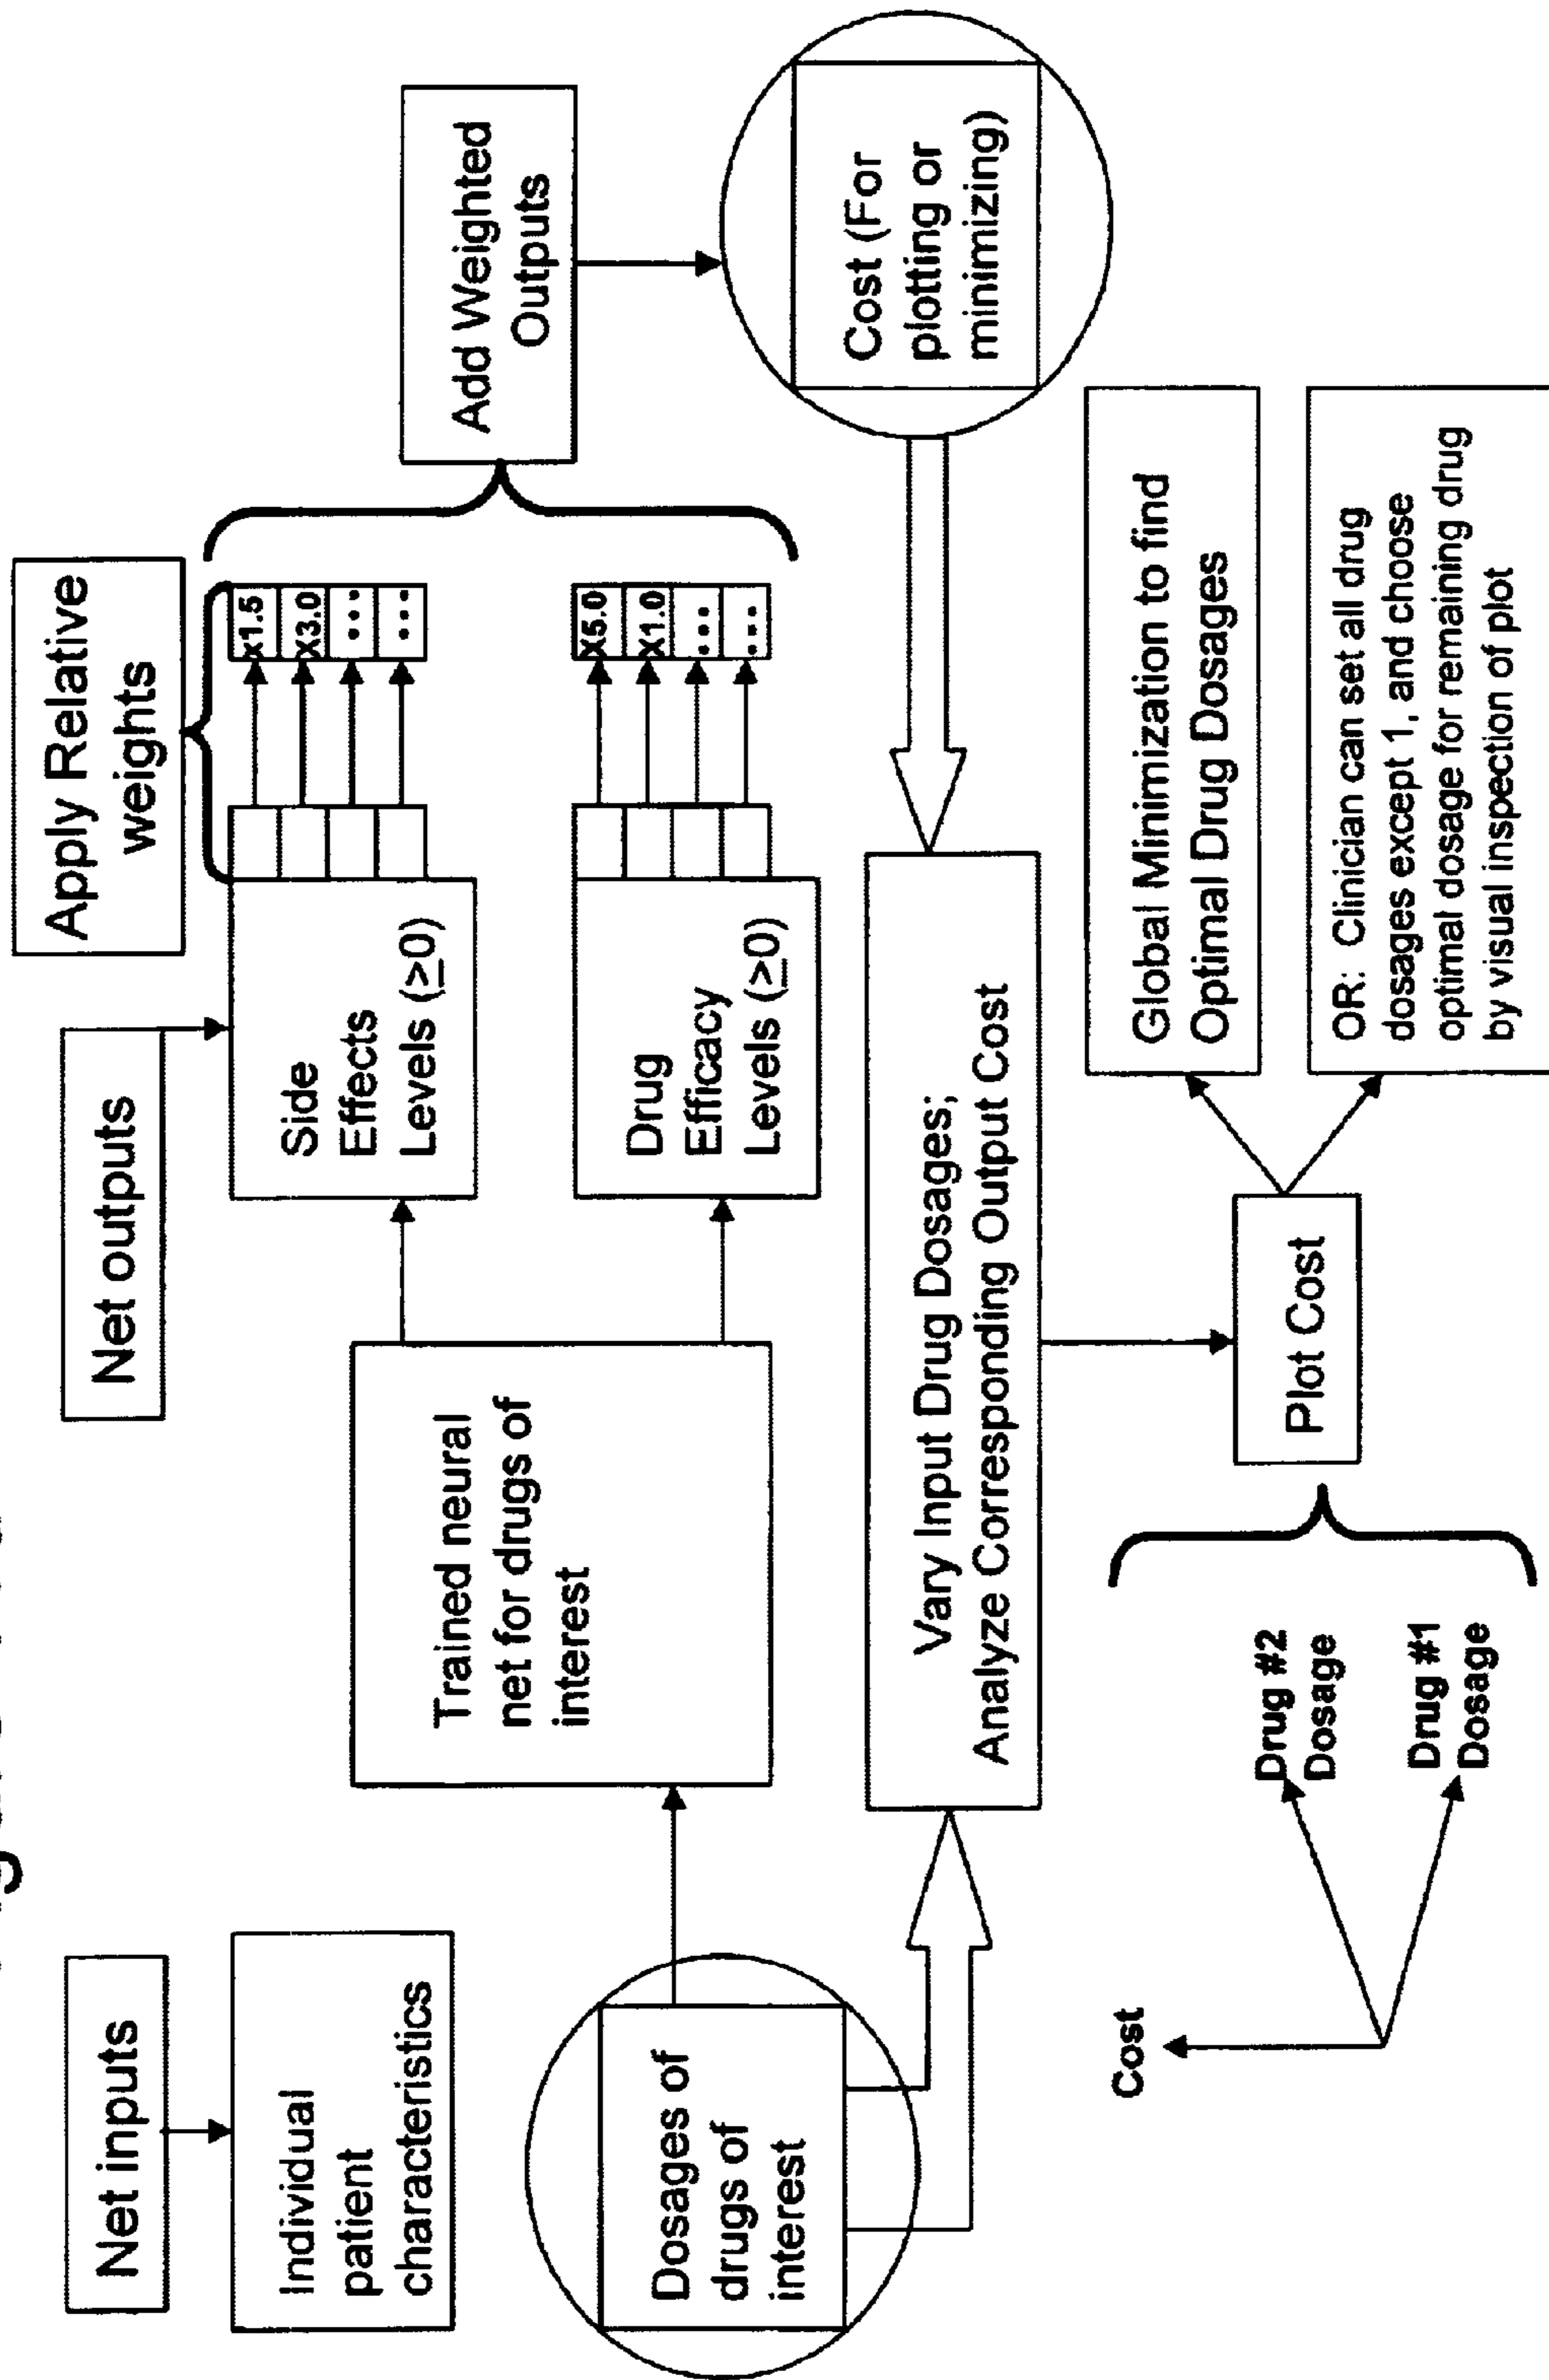 Net inputs
Individual
patient
characteristics
Dosages of
drugs of
interest
Trained neural
net for drugs of
interest
Net outputs
Side
Effects
Levels (≥0)
Drug
Efficacy
Levels (≥0)
Apply Relative
weights
x1.5
X3.0
...
...
X5.0
X1.0
...
...
Add Weighted
Outputs
Cost (For
plotting or
minimizing)
Vary Input Drug Dosages;
Analyze Corresponding Output Cost
Cost
Drug #2
Dosage
Drug #1
Dosage
Plot Cost
Global Minimization to find
Optimal Drug Dosages
OR: Clinician can set all drug
dosages except 1, and choose
optimal dosage for remaining drug
by visual inspection of plot